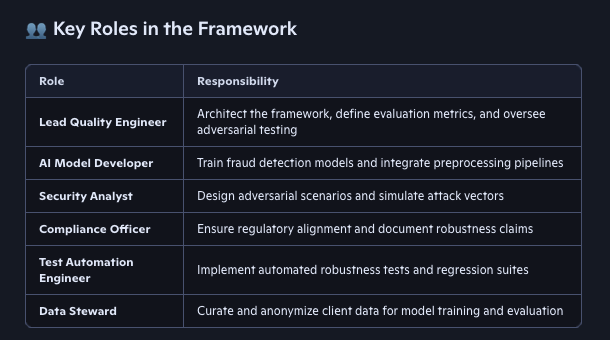 👥 Key Roles in the Framework
Role Responsibility
Lead Quality Engineer Architect the framework, define evaluation metrics, and oversee
adversarial testing
AI Model Developer Train fraud detection models and integrate preprocessing pipelines
Security Analyst Design adversarial scenarios and simulate attack vectors
Compliance Officer Ensure regulatory alignment and document robustness claims
Test Automation
Engineer Implement automated robustness tests and regression suites
Data Steward Curate and anonymize client data for model training and evaluation